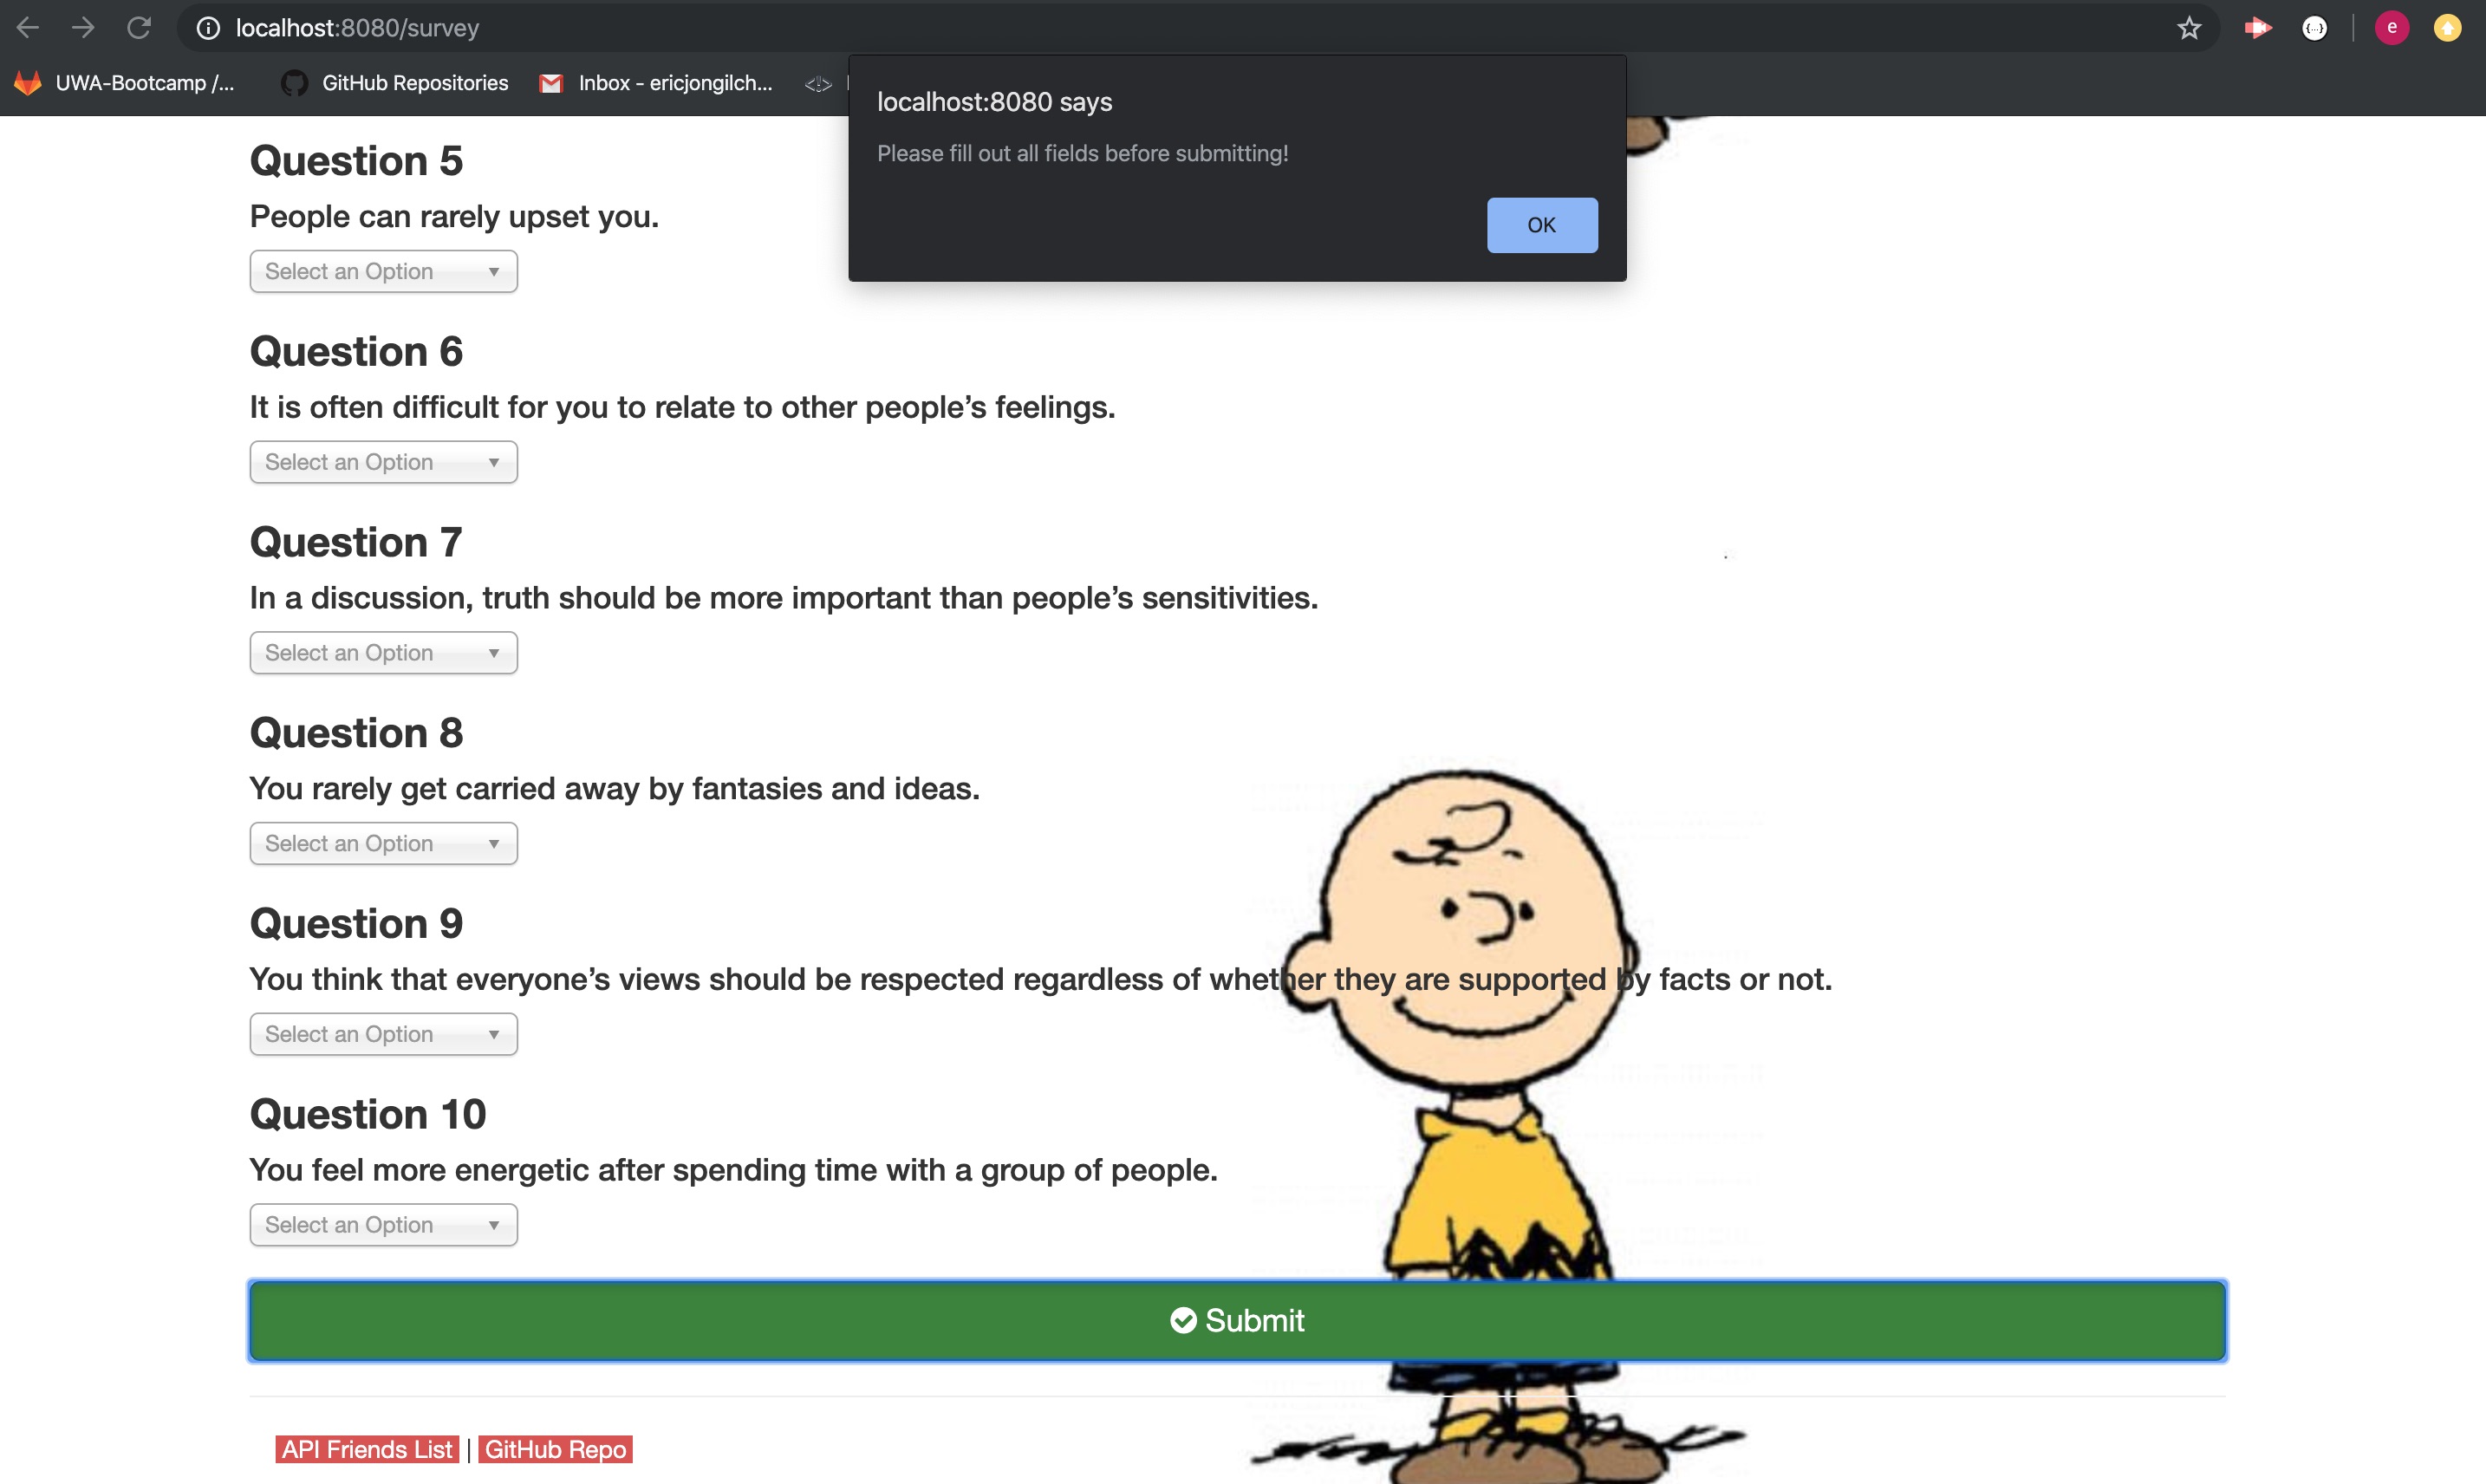 localhost:8080/survey
UWA-Bootcamp /...
GitHub Repositories
Inbox - ericjongilch...
e
localhost:8080 says
Please fill out all fields before submitting!
OK
Question 5
People can rarely upset you.
Select an Option
Question 6
It is often difficult for you to relate to other people’s feelings.
Select an Option
Question 7
In a discussion, truth should be more important than people’s sensitivities.
Select an Option
Question 8
You rarely get carried away by fantasies and ideas.
Select an Option
Question 9
You think that everyone’s views should be respected regardless of whether they are supported by facts or not.
Select an Option
Question 10
You feel more energetic after spending time with a group of people.
Select an Option
Submit
API Friends List | GitHub Repo